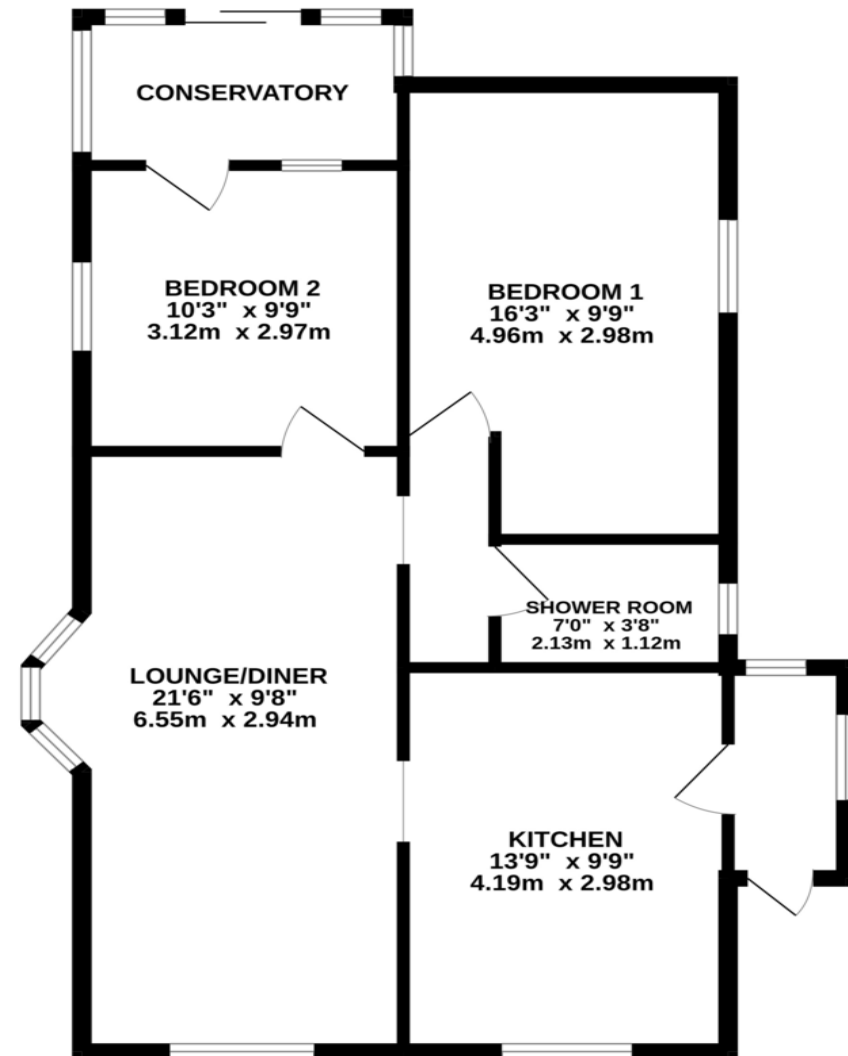 CONSERVATORY
BEDROOM 2
10'3" x 9'9"
3.12m x 2.97m
BEDROOM 1
16'3" x 9'9"
4.96m x 2.98m
SHOWER ROOM
7'0" x 3'8"
2.13m x 1.12m
LOUNGE/DINER
21'6" x 9'8"
6.55m x 2.94m
KITCHEN
13'9" x 9'9"
4.19m x 2.98m